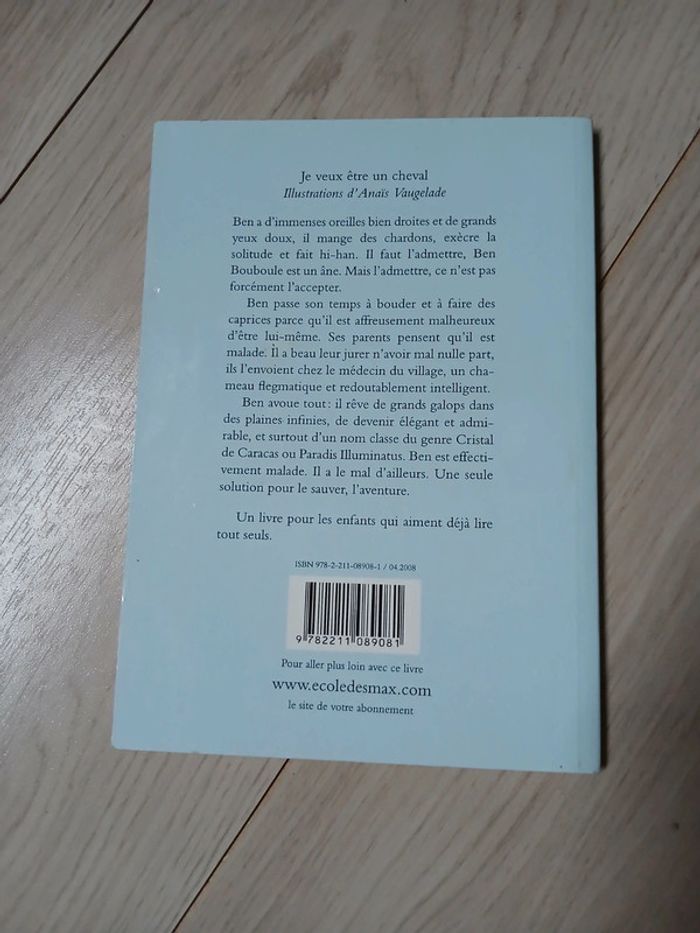 Je veux être un cheval
Illustrations d'Anaïs Vaugelade
Ben a d'immenses oreilles bien droites et de grands
yeux doux, il mange des chardons, exècre la
solitude et fait hi-han. Il faut l'admettre, Ben
Bouboule est un âne. Mais l'admettre, ce n'est pas
forcément l'accepter.
Ben passe son temps à bouder et à faire des
caprices parce qu'il est affreusement malheureux
d'être lui-même. Ses parents pensent qu'il est
malade. Il a beau leur jurer n'avoir mal nulle part,
ils l'envoient chez le médecin du village, un cha-
meau flegmatique et redoutablement intelligent.
Ben avoue tout : il rêve de grands galops dans
des plaines infinies, de devenir élégant et admi-
rable, et surtout d'un nom classe du genre Cristal
de Caracas ou Paradis Illuminatus. Ben est effecti-
vement malade. Il a le mal d'ailleurs. Une seule
solution pour le sauver, l'aventure.
Un livre pour les enfants qui aiment déjà lire
tout seuls.
ISBN 978-2-211-08908-1 / 04.2008
9 782211 089081
Pour aller plus loin avec ce livre
www.ecoledesmax.com
le site de votre abonnement